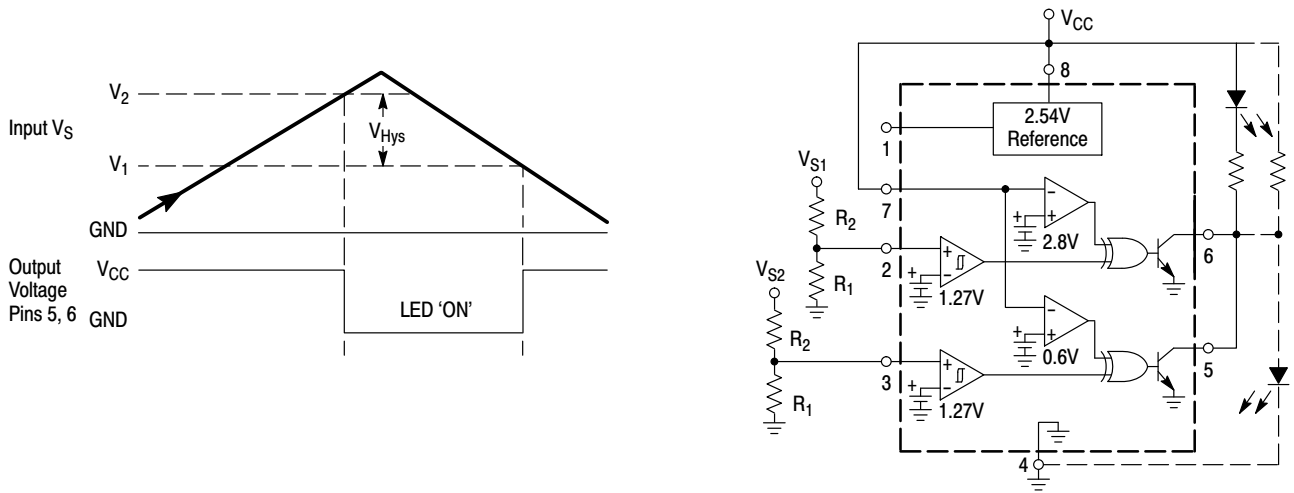 V2
Input VS
VHys
V1
GND
Output
Voltage
Pins 5, 6
VCC
GND
LED 'ON'
VCC
8
2.54V
Reference
1
VS1
7
R2
2.8V
6
2
VS2
R1
1.27V
R2
0.6V
5
3
R1
1.27V
4